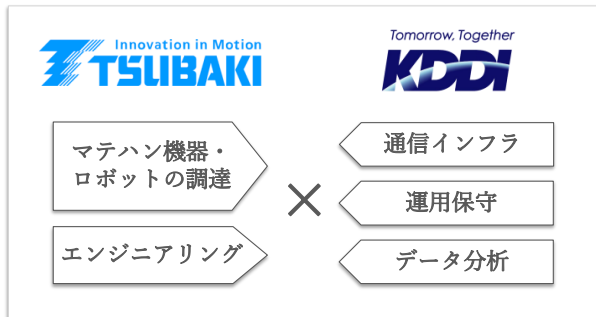 Innovation in Motion
TSUBAKI
Tomorrow, Together
KDDI
マテハン機器・
ロボットの調達
エンジニアリング
×
通信インフラ
運用保守
データ分析